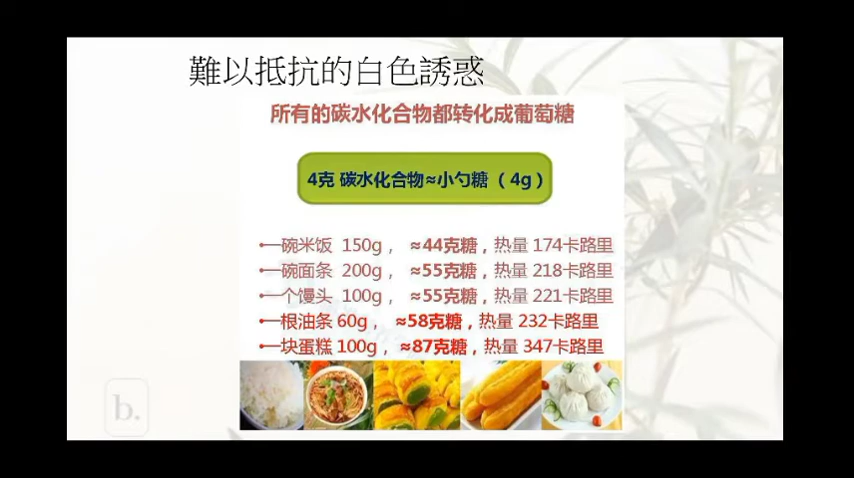 難以抵抗的白色誘惑
所有的碳水化合物都转化成葡萄糖
4克 碳水化合物≈小勺糖 （ 4g ）
•一碗米饭 150g， ≈44克糖，热量 174卡路里
•一碗面条 200g， ≈55克糖，热量 218卡路里
•一个馒头 100g， ≈55克糖，热量 221卡路里
•一根油条 60g， ≈58克糖，热量 232卡路里
•一块蛋糕 100g， ≈87克糖，热量 347卡路里
b.